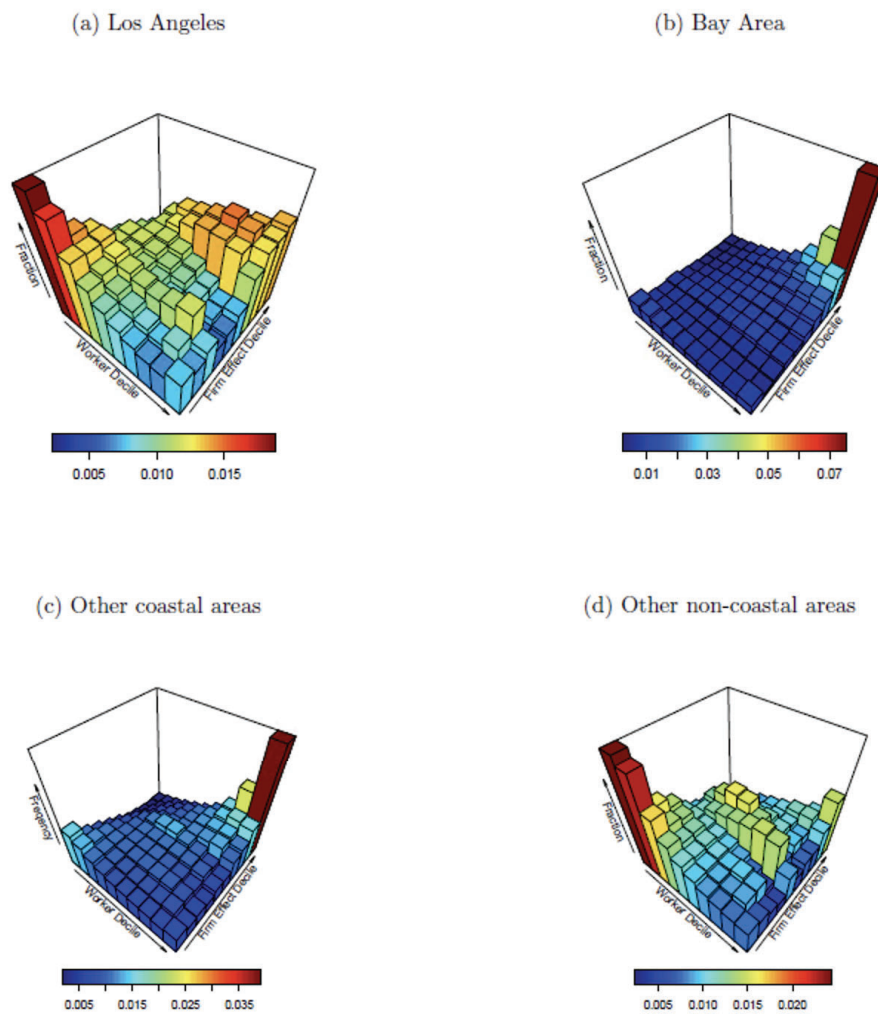 (a) Los Angeles
(b) Bay Area
Fraction
Worker Decile
Firm Effect Decile
Fraction
Worker Decile
Firm Effect Decile
0.005 0.010 0.015
0.01 0.03 0.05 0.07
(c) Other coastal areas
(d) Other non-coastal areas
Freqency
Worker Decile
Firm Effect Decile
Fraction
Worker Decile
Firm Effect Decile
0.005 0.015 0.025 0.035
0.005 0.010 0.015 0.020